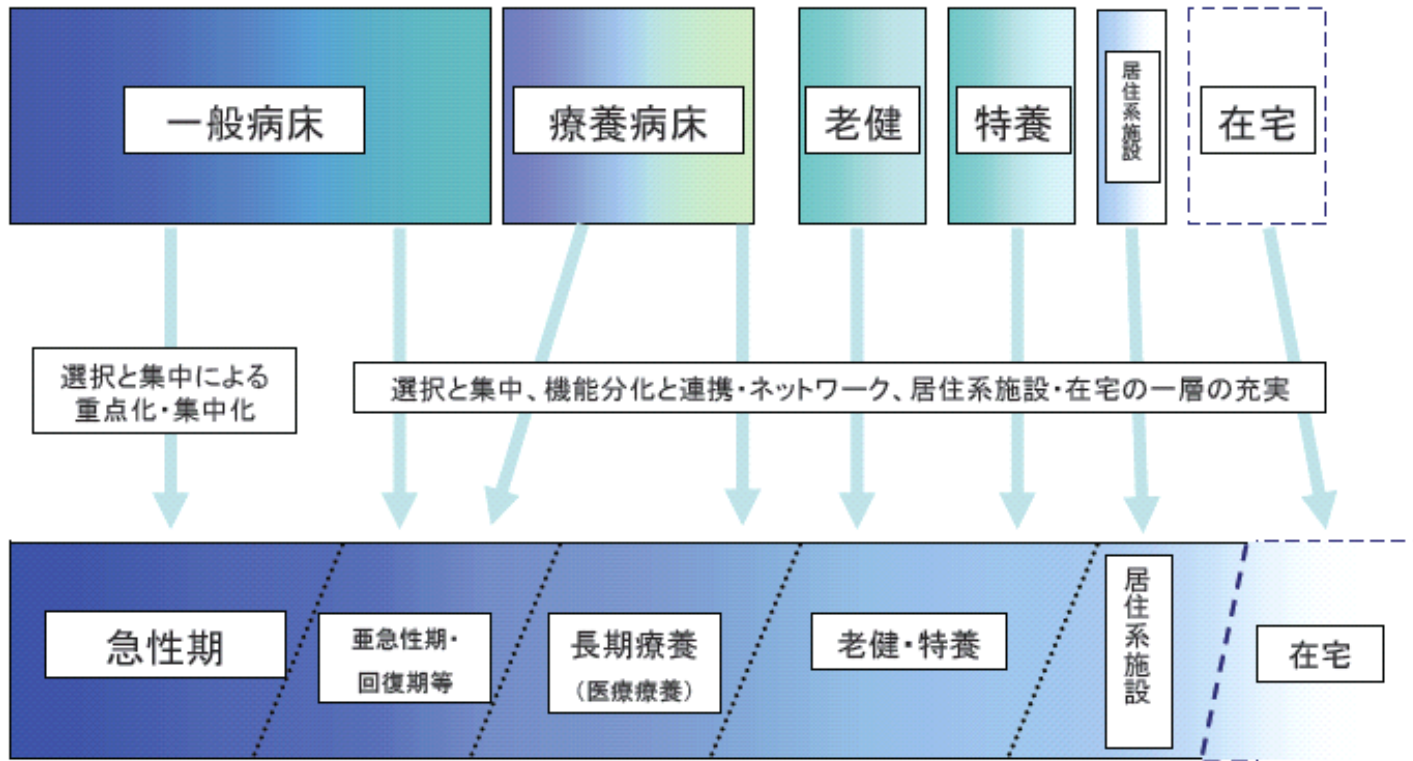 一般病床
療養病床
老健
特養
居住系施設
在宅
選択と集中による
重点化・集中化
選択と集中、機能分化と連携・ネットワーク、居住系施設・在宅の一層の充実
急性期
亜急性期・
回復期等
長期療養
（医療療養）
老健・特養
居住系施設
在宅